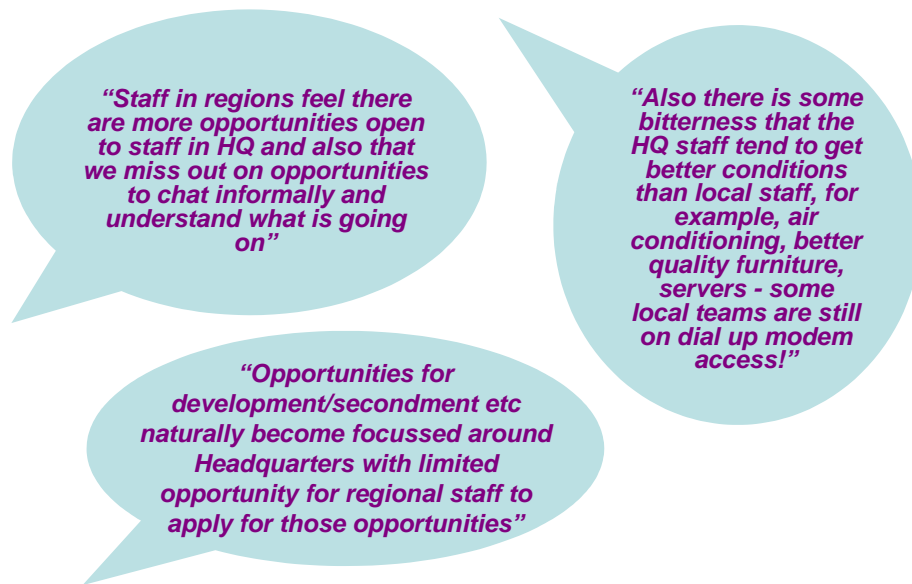 “Staff in regions feel there
are more opportunities open
to staff in HQ and also that
we miss out on opportunities
to chat informally and
understand what is going
on”
“Also there is some
bitterness that the
HQ staff tend to get
better conditions
than local staff, for
example, air
conditioning, better
quality furniture,
servers - some
local teams are still
on dial up modem
access!”
“Opportunities for
development/secondment etc
naturally become focussed around
Headquarters with limited
opportunity for regional staff to
apply for those opportunities”